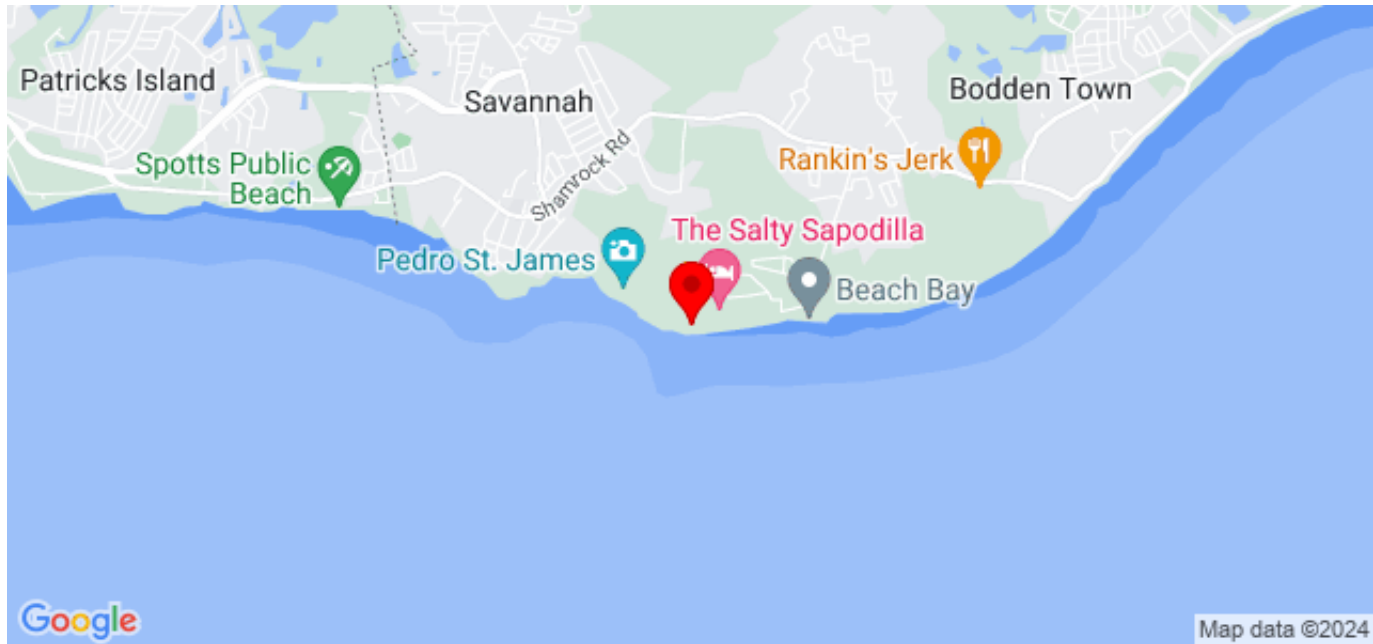 Patricks Island
Savannah
Bodden Town
Spotts Public
Beach
Shamrock Rd
Rankin's Jerk
The Salty Sapodilla
Pedro St. James
Beach Bay
Google
Map data ©2024